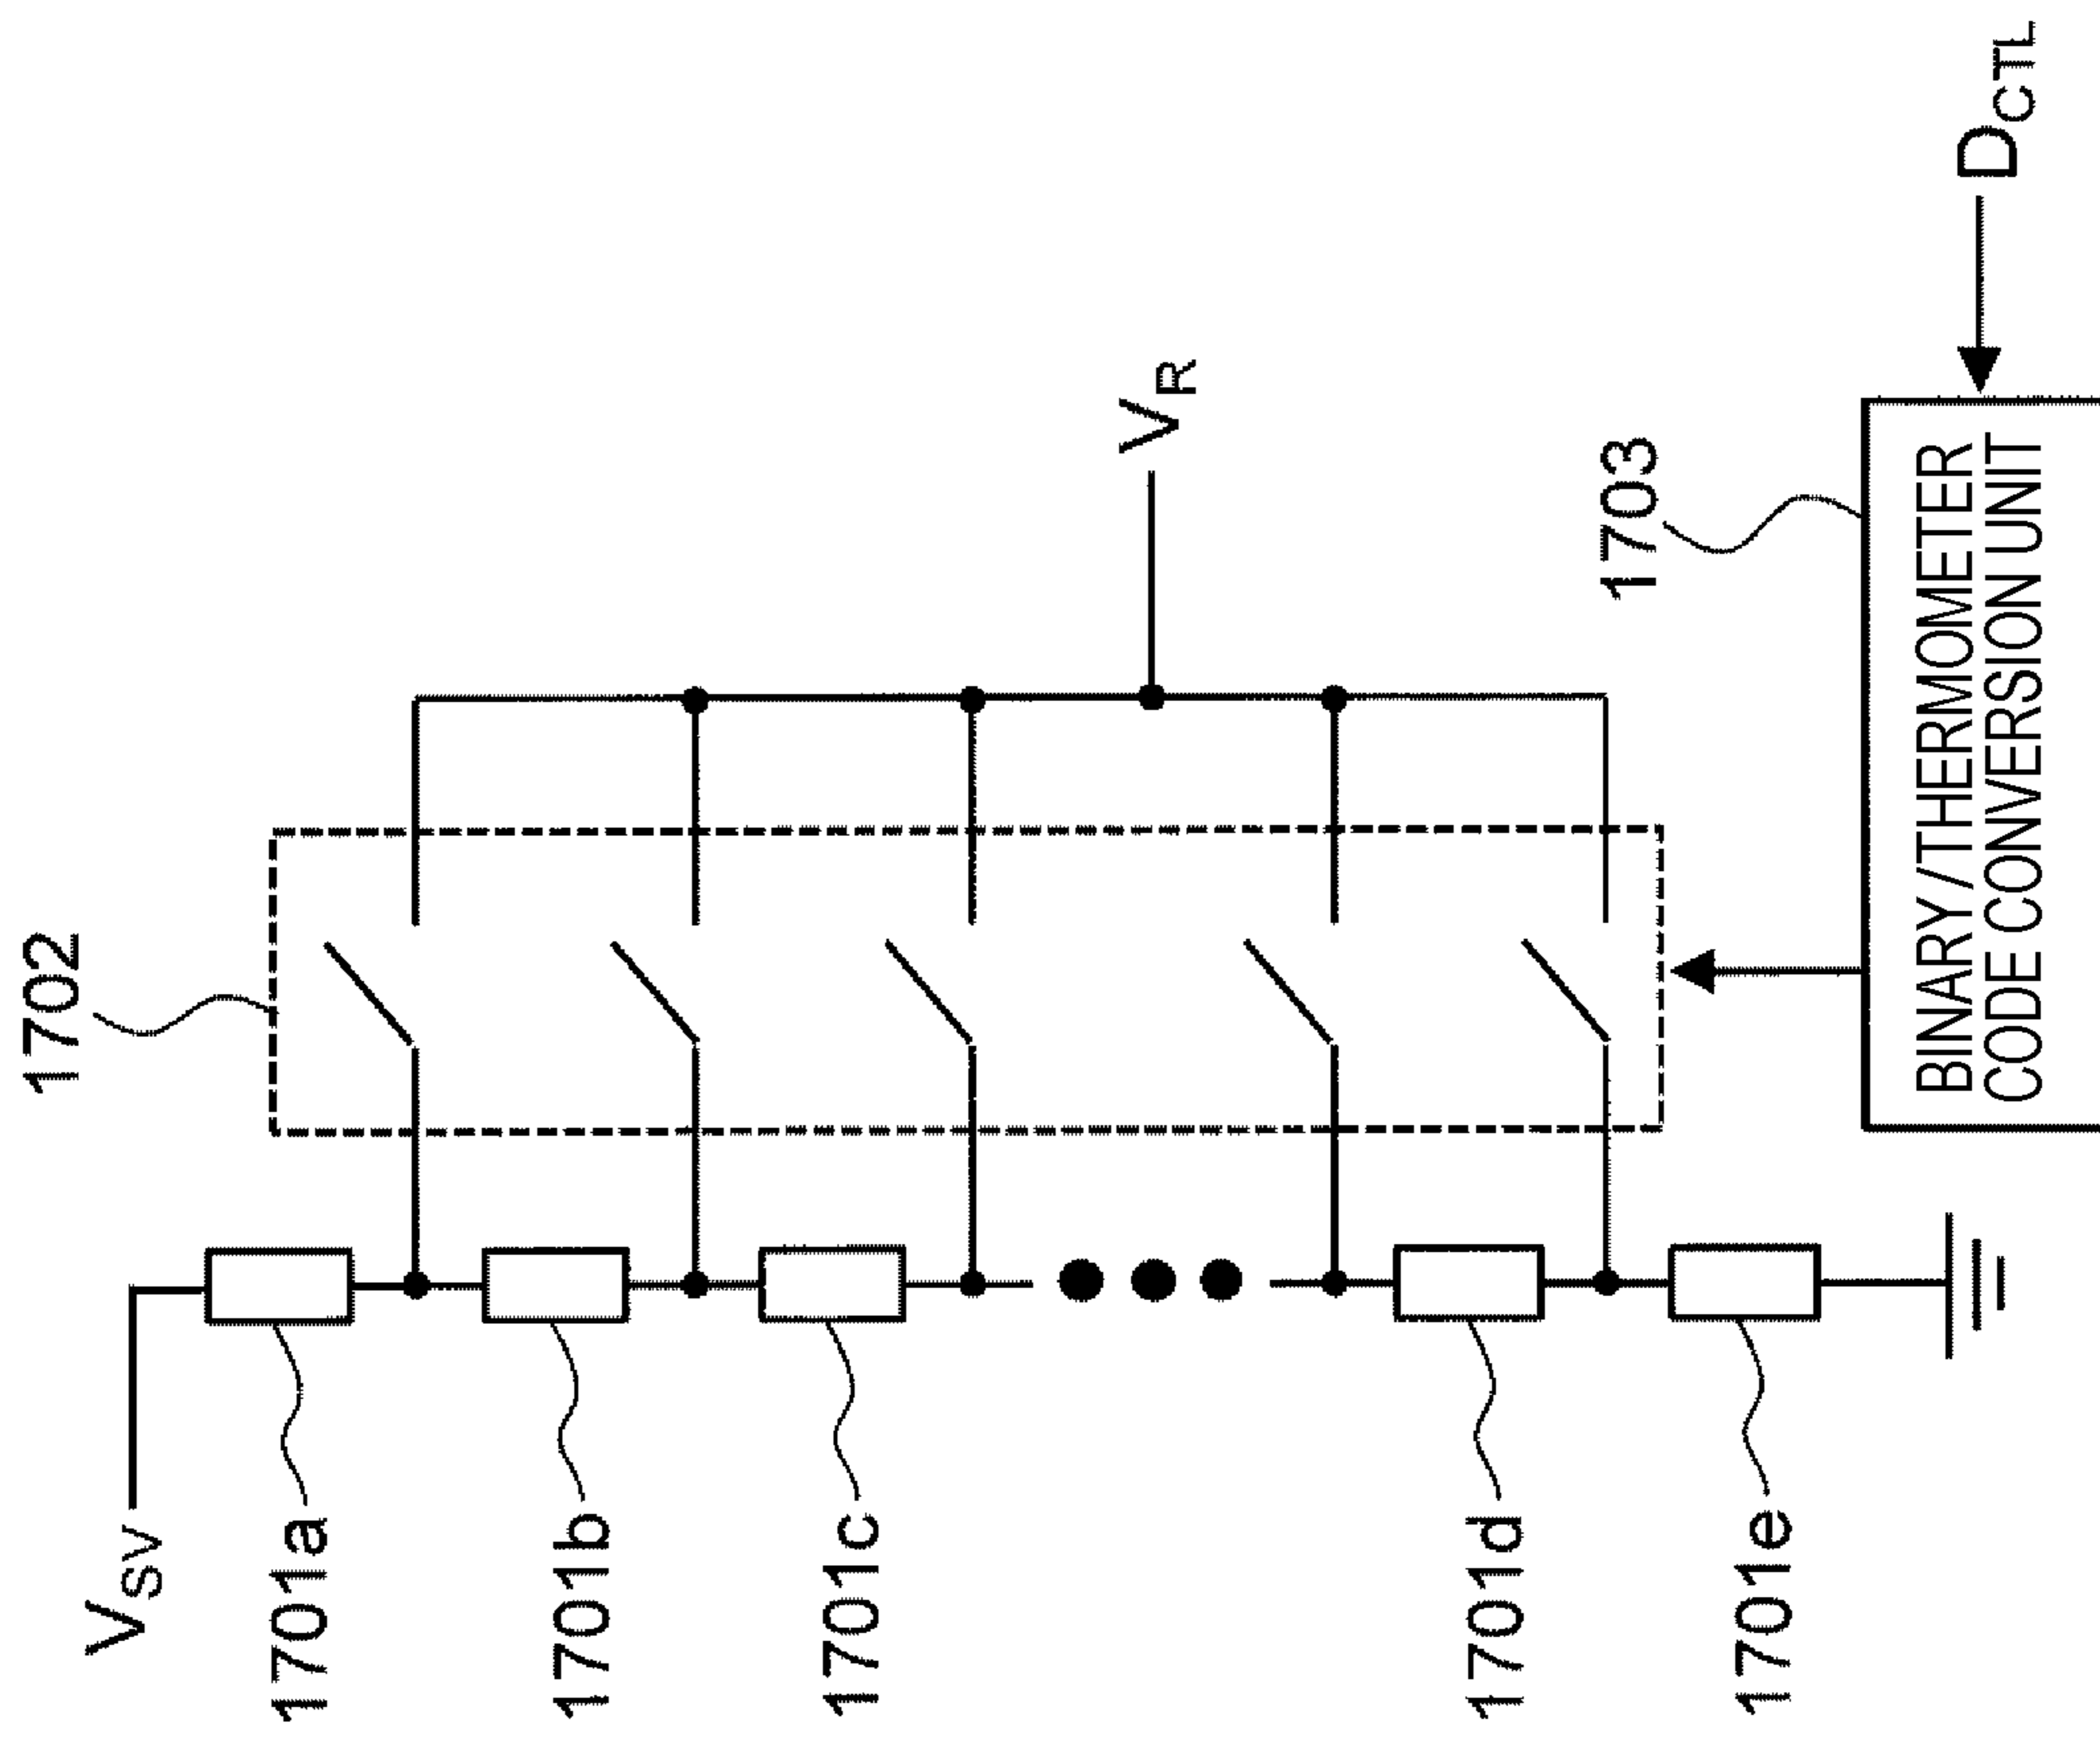 V_SV
1701a
1701b
1701c
1701d
1701e
1702
V_R
1703
BINARY/THERMOMETER
CODE CONVERSION UNIT
D_CTL